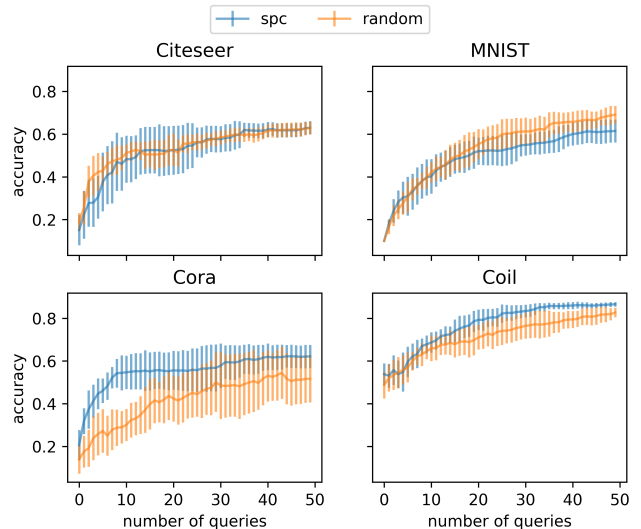 spc random
Citeseer MNIST
accuracy
0.8
0.6
0.4
0.2
Cora Coil
accuracy
0.8
0.6
0.4
0.2
0 10 20 30 40 50 0 10 20 30 40 50
number of queries number of queries